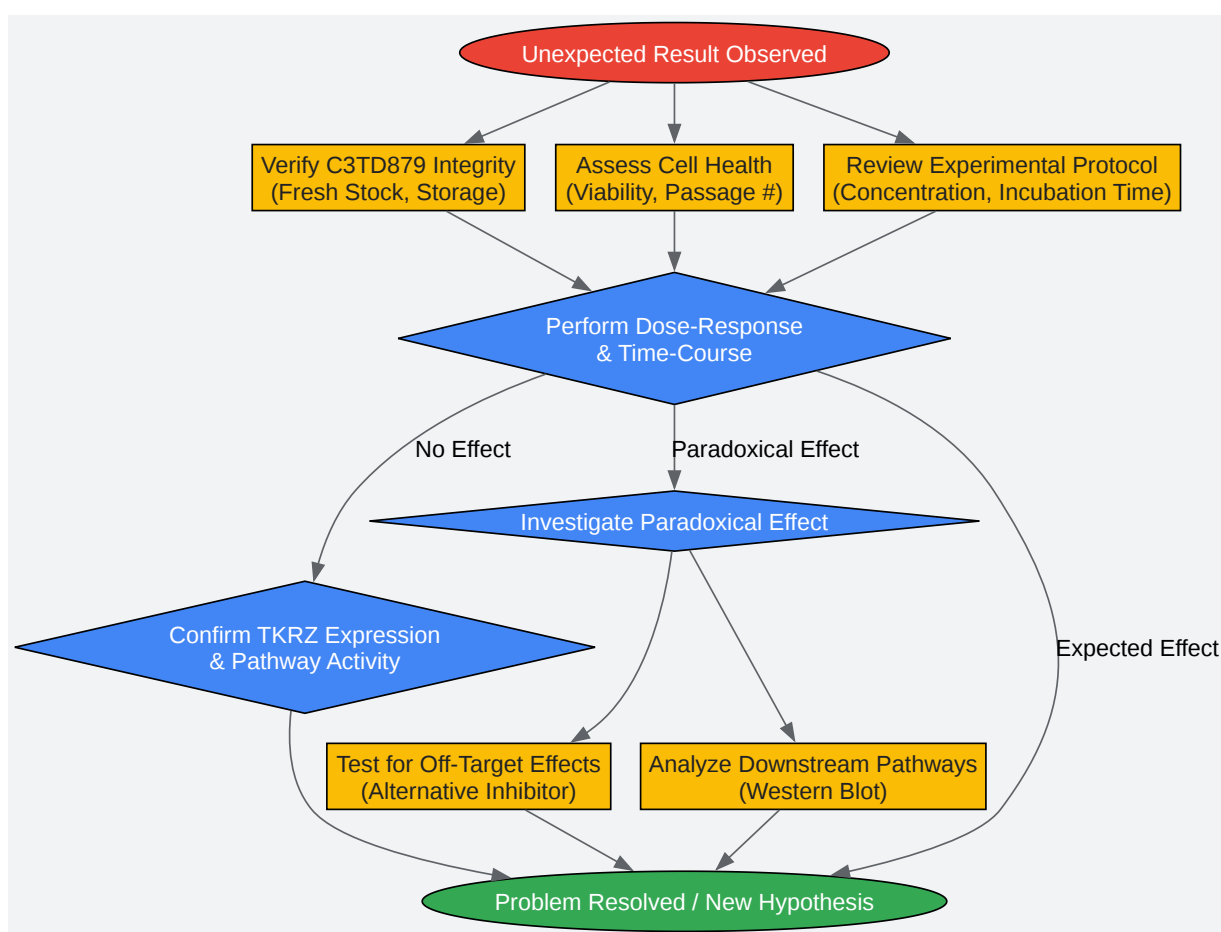 Unexpected Result Observed
Verify C3TD879 Integrity
(Fresh Stock, Storage)
Assess Cell Health
(Viability, Passage #)
Review Experimental Protocol
(Concentration, Incubation Time)
Perform Dose-Response
& Time-Course
No Effect
Paradoxical Effect
Investigate Paradoxical Effect
Confirm TKRZ Expression
& Pathway Activity
Expected Effect
Test for Off-Target Effects
(Alternative Inhibitor)
Analyze Downstream Pathways
(Western Blot)
Problem Resolved / New Hypothesis